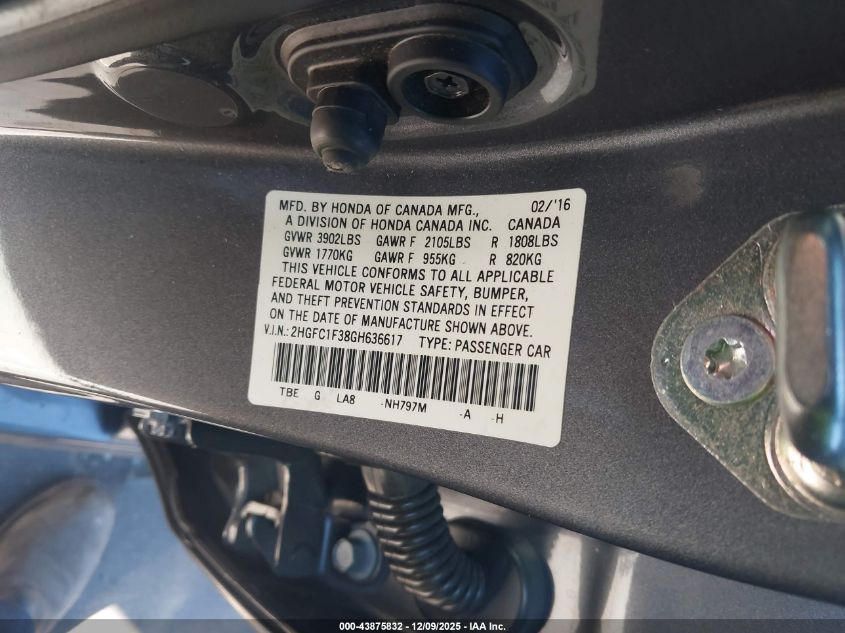 MFD. BY HONDA OF CANADA MFG., 02/'16
A DIVISION OF HONDA CANADA INC. CANADA
GVWR 3902LBS GAWR F 2105LBS R 1808LBS
GVWR 1770KG GAWR F 955KG R 820KG
THIS VEHICLE CONFORMS TO ALL APPLICABLE
FEDERAL MOTOR VEHICLE SAFETY, BUMPER,
AND THEFT PREVENTION STANDARDS IN EFFECT
ON THE DATE OF MANUFACTURE SHOWN ABOVE.
V.I.N.: 2HGFC1F38GH636617 TYPE: PASSENGER CAR
TBE G LA8 -NH797M -A -H
000-43875832 - 12/09/2025 - IAA Inc.